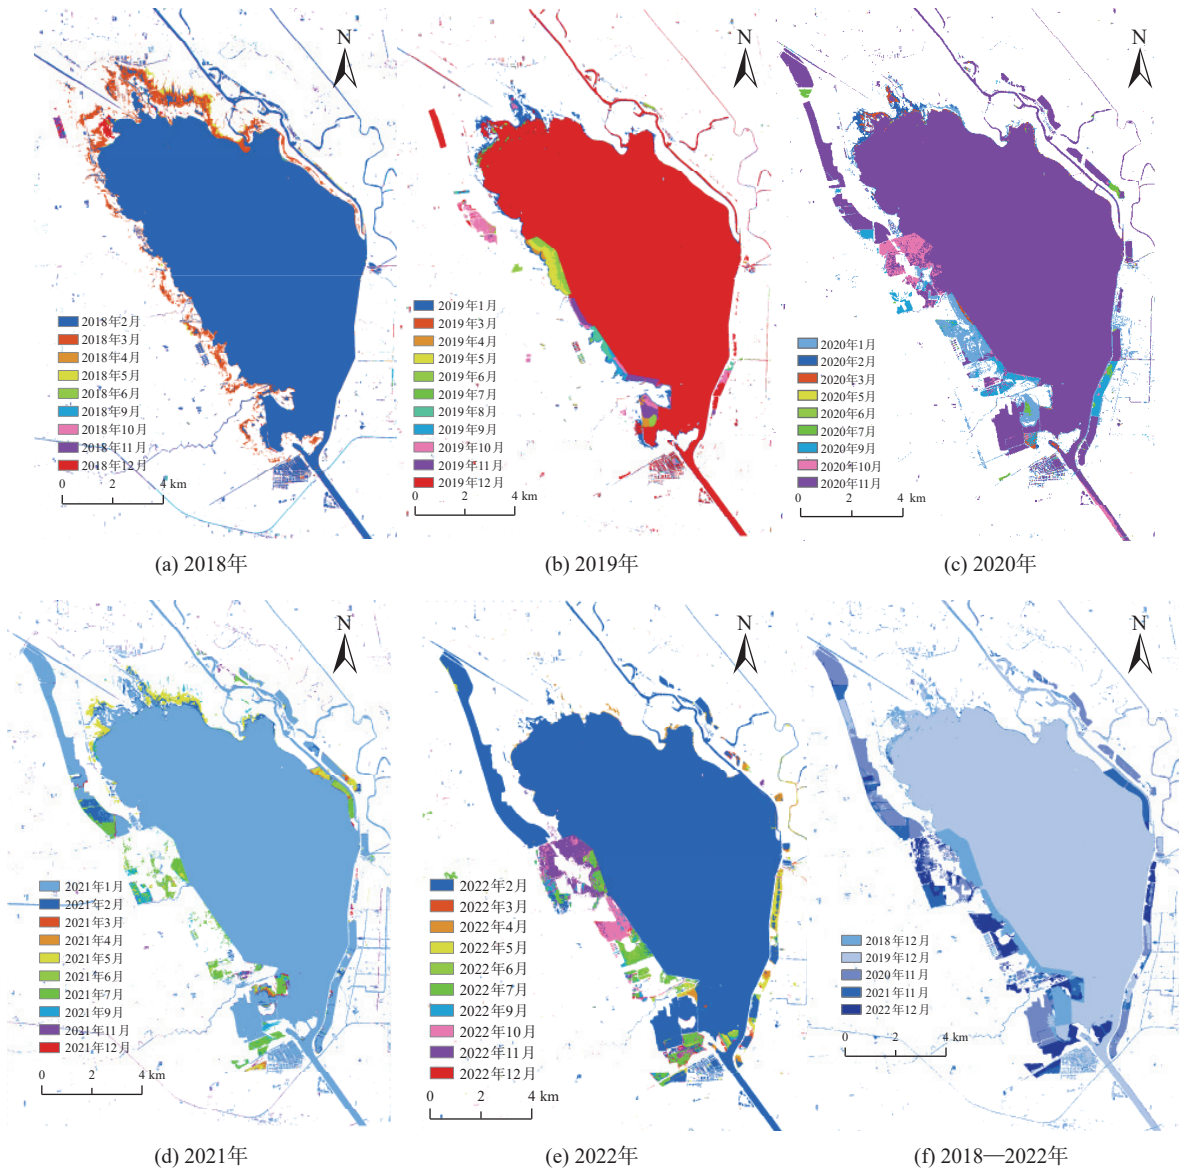 N
2018年2月
2018年3月
2018年4月
2018年5月
2018年6月
2018年9月
2018年10月
2018年11月
2018年12月
0 2 4 km
(a) 2018年
N
2019年1月
2019年3月
2019年4月
2019年5月
2019年6月
2019年7月
2019年8月
2019年9月
2019年10月
2019年11月
2019年12月
0 2 4 km
(b) 2019年
N
2020年1月
2020年2月
2020年3月
2020年5月
2020年6月
2020年7月
2020年9月
2020年10月
2020年11月
0 2 4 km
(c) 2020年
N
2021年1月
2021年2月
2021年3月
2021年4月
2021年5月
2021年6月
2021年7月
2021年9月
2021年11月
2021年12月
0 2 4 km
(d) 2021年
N
2022年2月
2022年3月
2022年4月
2022年5月
2022年6月
2022年7月
2022年9月
2022年10月
2022年11月
2022年12月
0 2 4 km
(e) 2022年
N
2018年12月
2019年12月
2020年11月
2021年11月
2022年12月
0 2 4 km
(f) 2018—2022年